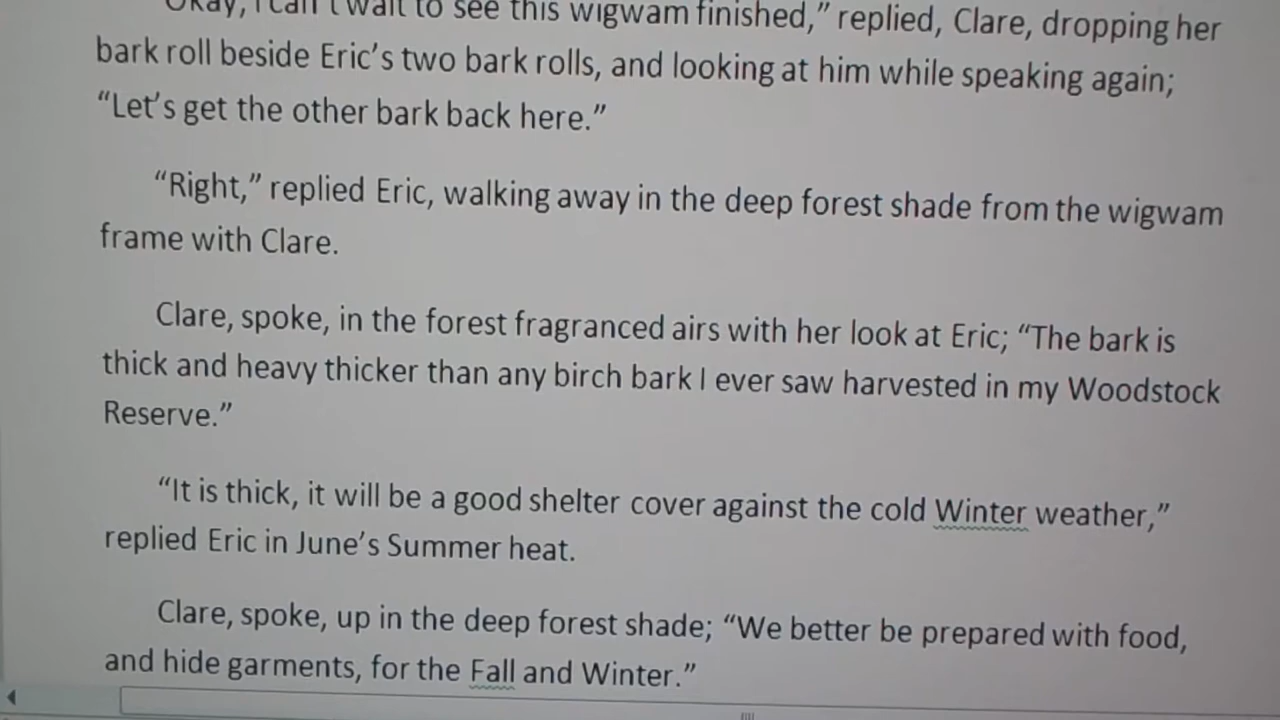 Okay, I can't wait to see this wigwam finished,” replied, Clare, dropping her
bark roll beside Eric’s two bark rolls, and looking at him while speaking again;
“Let’s get the other bark back here.”
“Right,” replied Eric, walking away in the deep forest shade from the wigwam
frame with Clare.
Clare, spoke, in the forest fragranced airs with her look at Eric; “The bark is
thick and heavy thicker than any birch bark I ever saw harvested in my Woodstock
Reserve.”
“It is thick, it will be a good shelter cover against the cold Winter weather,”
replied Eric in June’s Summer heat.
Clare, spoke, up in the deep forest shade; “We better be prepared with food,
and hide garments, for the Fall and Winter.”